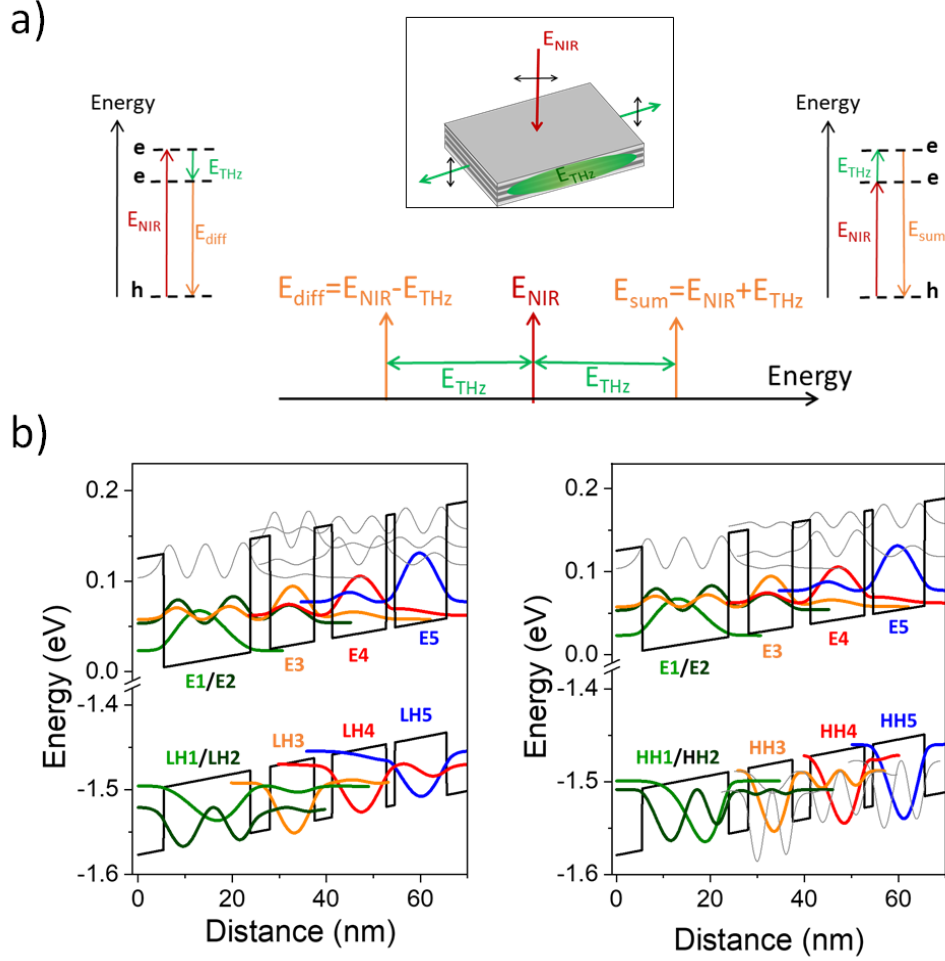 a)
E_NIR
E_THz
Energy
e
e
E_THz
E_NIR
E_diff
h
Energy
e
E_THz
e
E_NIR
E_sum
h
E_diff=E_NIR-E_THz
E_NIR
E_sum=E_NIR+E_THz
E_THz
E_THz
Energy
b)
Energy (eV)
0.2
0.1
0.0
-1.4
-1.5
-1.6
E1/E2
E3
E4
E5
LH1/LH2
LH3
LH4
LH5
0
20
40
60
Distance (nm)
Energy (eV)
0.2
0.1
0.0
-1.4
-1.5
-1.6
E1/E2
E3
E4
E5
HH1/HH2
HH3
HH4
HH5
0
20
40
60
Distance (nm)